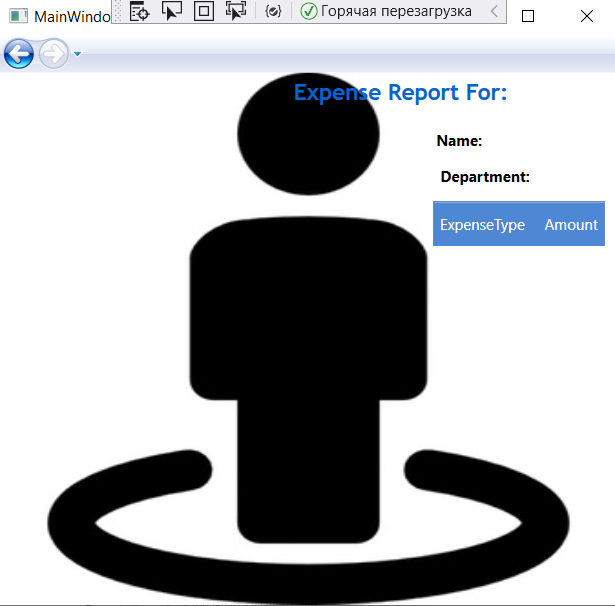 MainWindo
Горячая перезагрузка
Expense Report For:
Name:
Department:
ExpenseType Amount